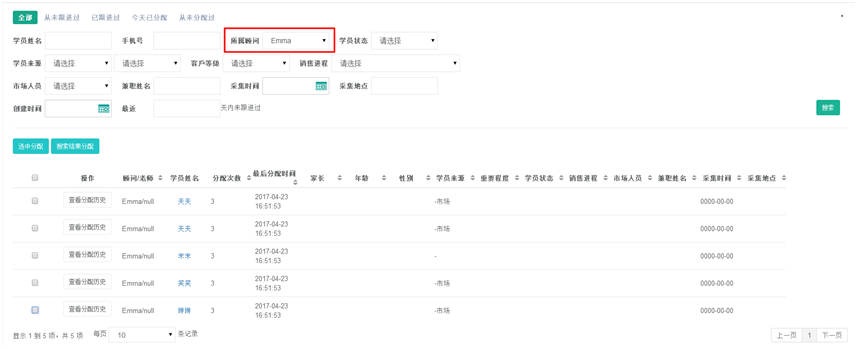 全部 从未跟进过 已跟进过 今天已分配 从未分配过
学员姓名 手机号 所属顾问 Emma 学员状态 请选择
学员来源 请选择 请选择 客户等级 请选择 销售进程 请选择
市场人员 请选择 兼职姓名 采集时间 采集地点
创建时间 最近 天内未跟进过 搜索
选中分配 搜索结果分配
操作 顾问/老师 学员姓名 分配次数 最后分配时间 家长 年龄 性别 学员来源 重要程度 学员状态 销售进程 市场人员 兼职姓名 采集时间 采集地点
查看分配历史 Emma/null 天天 3 2017-04-23 16:51:53 -市场 0000-00-00
查看分配历史 Emma/null 天天 3 2017-04-23 16:51:53 -市场
查看分配历史 Emma/null 米米 3 2017-04-23 16:51:53 -
查看分配历史 Emma/null 笑笑 3 2017-04-23 16:51:53 -市场 0000-00-00
查看分配历史 Emma/null 琳琳 3 2017-04-23 16:51:53 -市场 0000-00-00
显示 1 到 5 项，共 5 项 每页 10 条记录 上一页 1 下一页